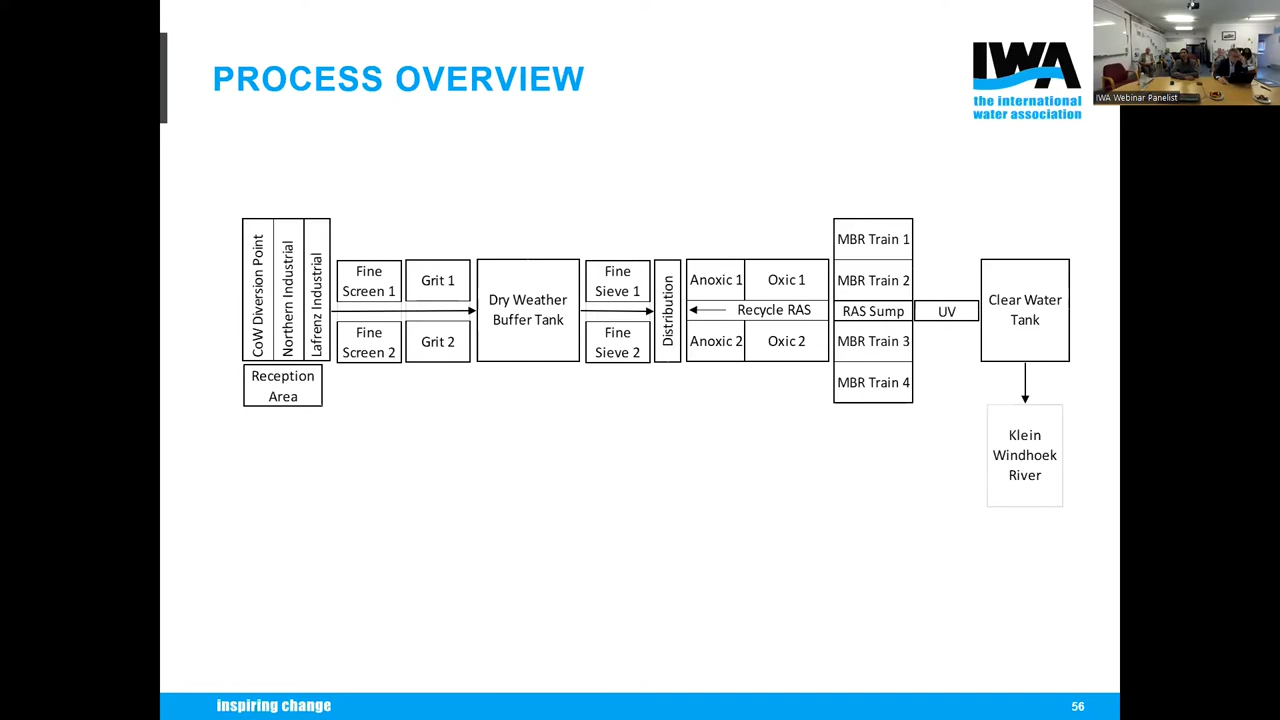 PROCESS OVERVIEW
IWA
the international
water association
IWA Webinar Panelist
CoW Diversion Point
Northern Industrial
Lafrenz Industrial
Reception
Area
Fine
Screen 1
Grit 1
Fine
Screen 2
Grit 2
Dry Weather
Buffer Tank
Fine
Sieve 1
Fine
Sieve 2
Distribution
Anoxic 1
Oxic 1
Recycle RAS
Anoxic 2
Oxic 2
MBR Train 1
MBR Train 2
RAS Sump
MBR Train 3
MBR Train 4
UV
Clear Water
Tank
Klein
Windhoek
River
inspiring change
56